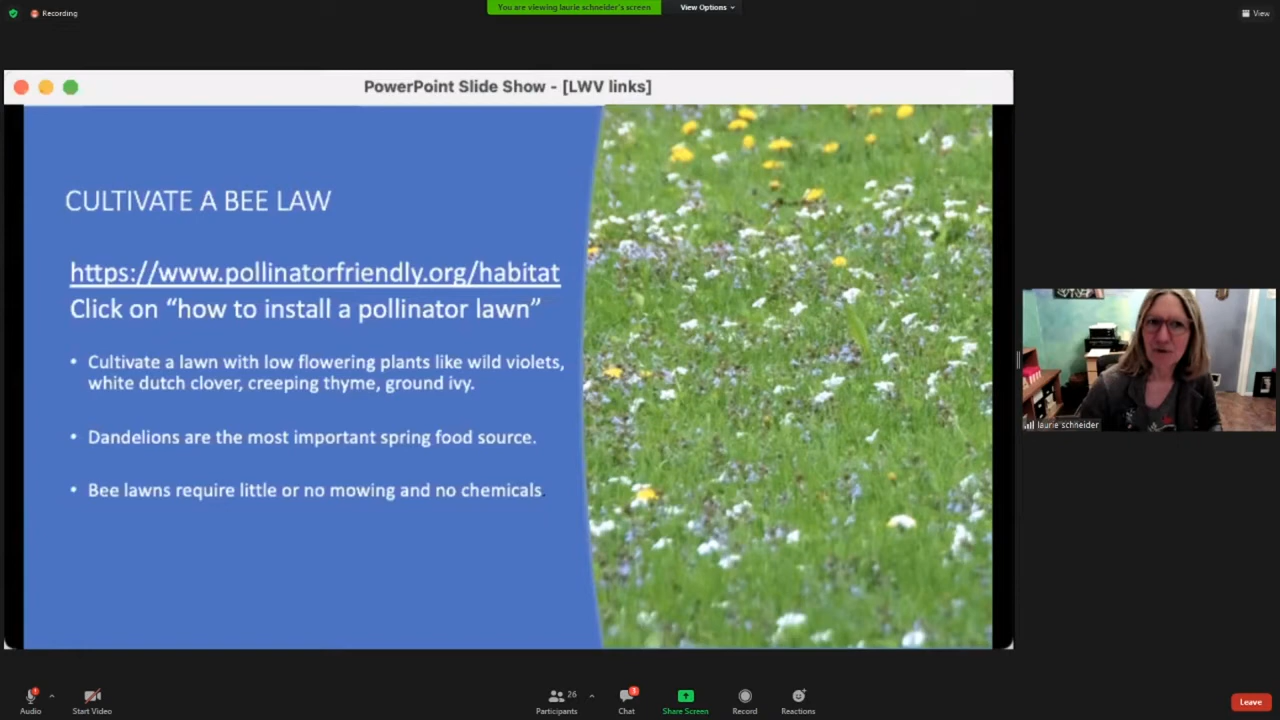 Recording
You are viewing laurie schneider's screen
View Options
View
PowerPoint Slide Show - [LWV links]
CULTIVATE A BEE LAW
https://www.pollinatorfriendly.org/habitat
Click on “how to install a pollinator lawn”
• Cultivate a lawn with low flowering plants like wild violets,
white dutch clover, creeping thyme, ground ivy.
• Dandelions are the most important spring food source.
• Bee lawns require little or no mowing and no chemicals.
laurie schneider
Audio
Start Video
26
Participants
3
Chat
Share Screen
Record
Reactions
Leave